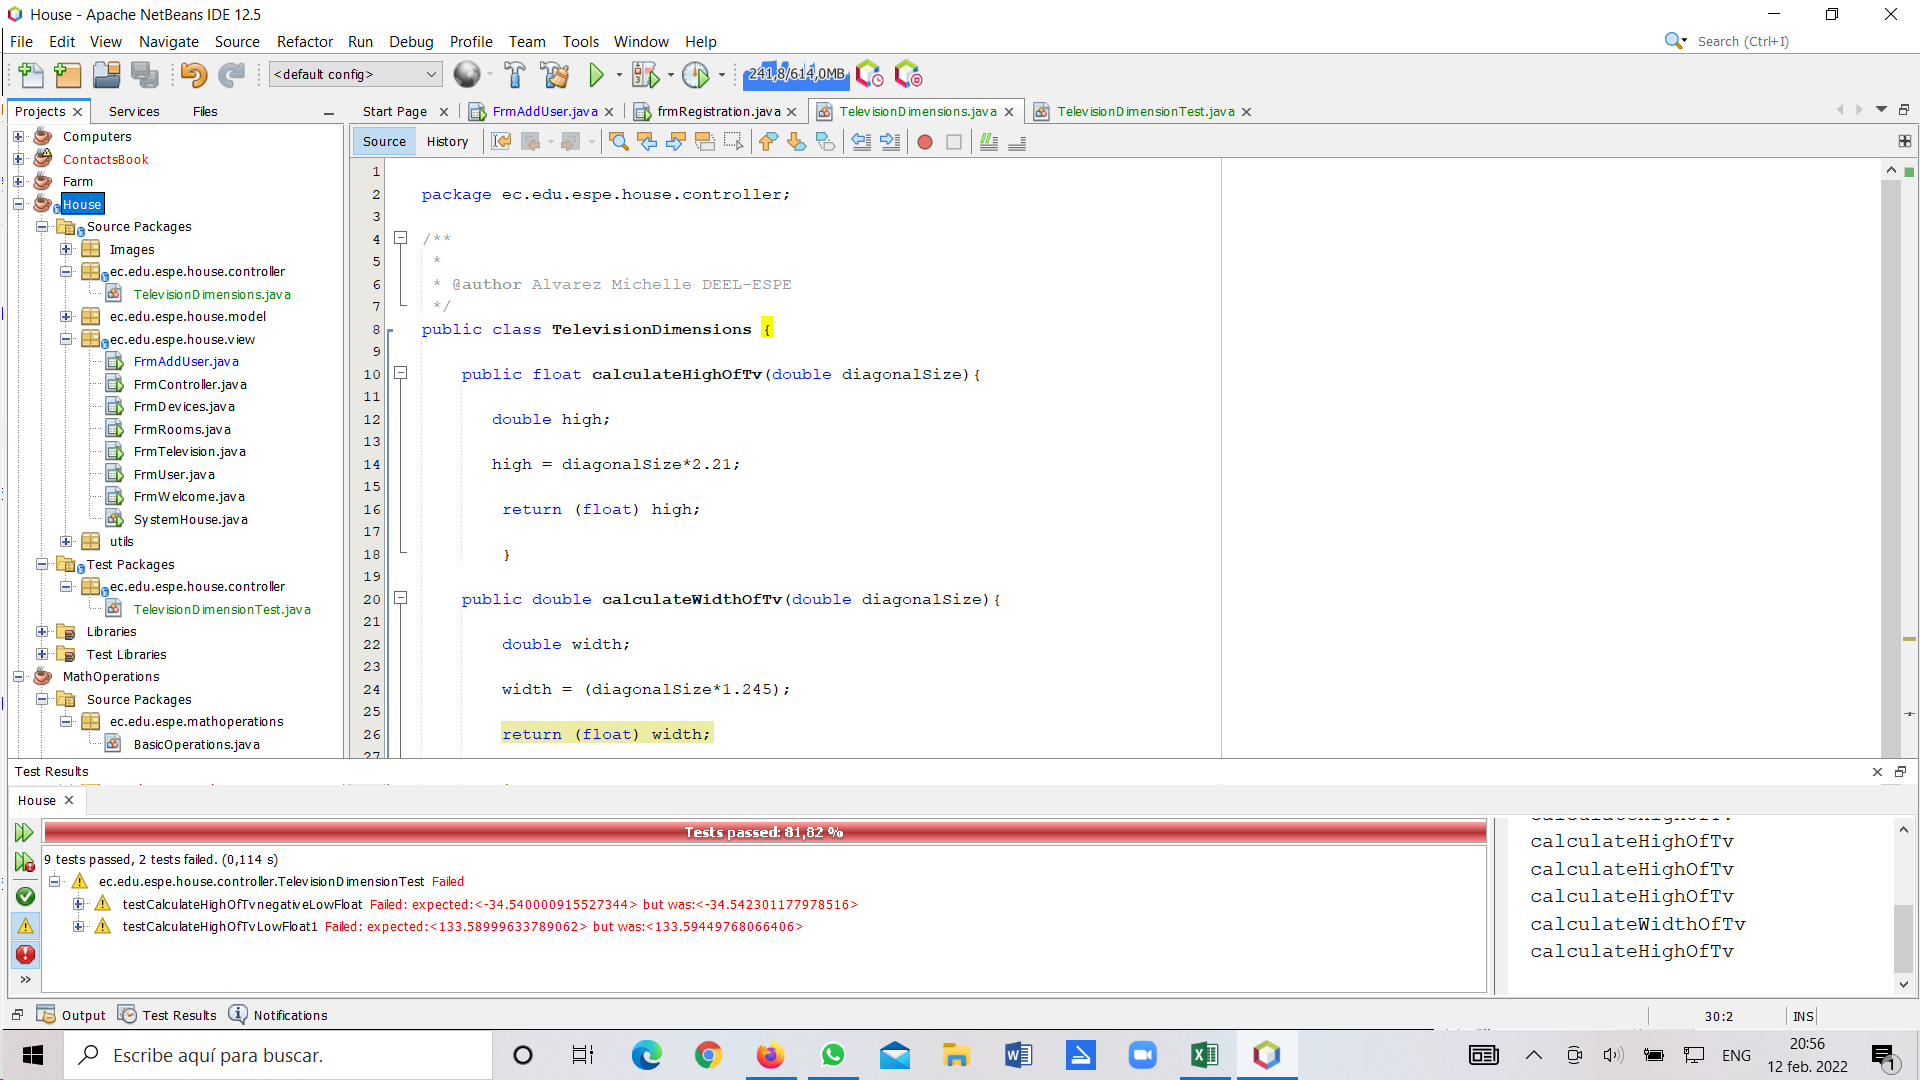 House - Apache NetBeans IDE 12.5
File Edit View Navigate Source Refactor Run Debug Profile Team Tools Window Help
Search (Ctrl+I)
<default config>
241,8/614,0MB
Projects Services Files
Start Page FrmAddUser.java frmRegistration.java TelevisionDimensions.java TelevisionDimensionTest.java
Source History
Computers
ContactsBook
Farm
House
Source Packages
Images
ec.edu.espe.house.controller
TelevisionDimensions.java
ec.edu.espe.house.model
ec.edu.espe.house.view
FrmAddUser.java
FrmController.java
FrmDevices.java
FrmRooms.java
FrmTelevision.java
FrmUser.java
FrmWelcome.java
SystemHouse.java
utils
Test Packages
ec.edu.espe.house.controller
TelevisionDimensionTest.java
Libraries
Test Libraries
MathOperations
Source Packages
ec.edu.espe.mathoperations
BasicOperations.java
1
2 package ec.edu.espe.house.controller;
3
4 /**
5 *
6 * @author Alvarez Michelle DEEL-ESPE
7 */
8 public class TelevisionDimensions {
9
10 public float calculateHighOfTv(double diagonalSize){
11
12 double high;
13
14 high = diagonalSize*2.21;
15
16 return (float) high;
17
18 }
19
20 public double calculateWidthOfTv(double diagonalSize){
21
22 double width;
23
24 width = (diagonalSize*1.245);
25
26 return (float) width;
27
Test Results
House
Tests passed: 81,82 %
9 tests passed, 2 tests failed. (0,114 s)
ec.edu.espe.house.controller.TelevisionDimensionTest Failed
testCalculateHighOfTvnegativeLowFloat Failed: expected:<-34.540000915527344> but was:<-34.542301177978516>
testCalculateHighOfTvLowFloat1 Failed: expected:<133.58999633789062> but was:<133.59449768066406>
calculateHighOfTv
calculateHighOfTv
calculateHighOfTv
calculateHighOfTv
calculateWidthOfTv
calculateHighOfTv
Output Test Results Notifications
30:2 INS
Escribe aquí para buscar.
ENG
20:56
12 feb. 2022
1